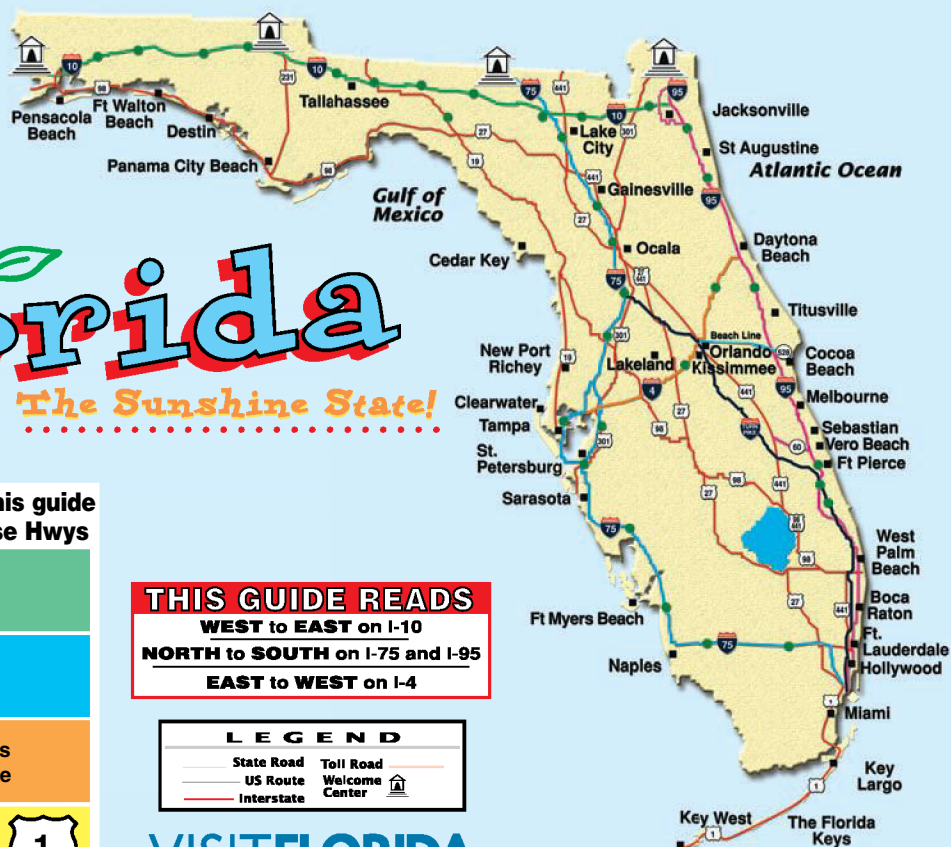 10
98
231
10
75
441
95
Pensacola
Beach
Ft Walton
Beach
Destin
Tallahassee
Panama City Beach
98
27
19
10
Lake
City
301
Jacksonville
St Augustine
Atlantic Ocean
Gulf of
Mexico
441
Gainesville
95
27
Cedar Key
Ocala
Daytona
Beach
75
27
441
Titusville
rida
The Sunshine State!
301
Beach Line
New Port
Richey
19
Lakeland
Orlando
Kissimmee
528
Cocoa
Beach
4
441
95
Melbourne
Clearwater
27
Tampa
98
Sebastian
301
60
Vero Beach
St.
Petersburg
Ft Pierce
98
441
Sarasota
27
75
98
441
98
West
Palm
Beach
his guide
se Hwys
THIS GUIDE READS
WEST to EAST on I-10
NORTH to SOUTH on I-75 and I-95
EAST to WEST on I-4
Ft Myers Beach
27
441
Boca
Raton
Ft.
Lauderdale
75
Naples
Hollywood
1
Miami
LEGEND
State Road
Toll Road
US Route
Welcome
Center
Interstate
s
e
1
Key
Largo
1
Key West
1
The Florida
Keys
VISITFLORIDA